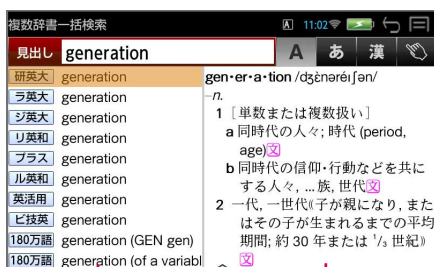 複数辞書一括検索
A 11:02
見出し generation
A あ 漢
研英大 generation
ラ英大 generation
ジ英大 generation
リ英和 generation
プラス generation
ル英和 generation
英活用 generation
ビ技英 generation
180万語 generation (GEN gen)
180万語 generation (of a variabl
gen・er・a・tion /dʒènəréɪʃən/
–n.
1 [単数または複数扱い]
a 同時代の人々; 時代 (period,
age)文
b 同時代の信仰・行動などを共に
する人々, ...族, 世代文
2 一代, 一世代《子が親になり, また
はその子が生まれるまでの平均
期間; 約 30 年または 1/3 世紀》
文